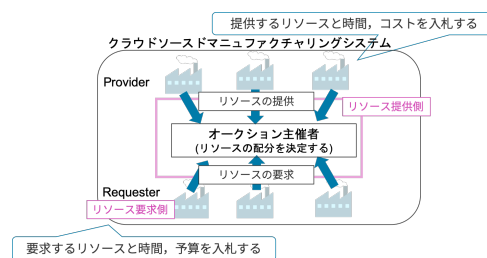 提供するリソースと時間，コストを入札する
クラウドソースドマニュファクチャリングシステム
Provider
リソースの提供
リソース提供側
オークション主催者
(リソースの配分を決定する)
リソースの要求
Requester
リソース要求側
要求するリソースと時間，予算を入札する